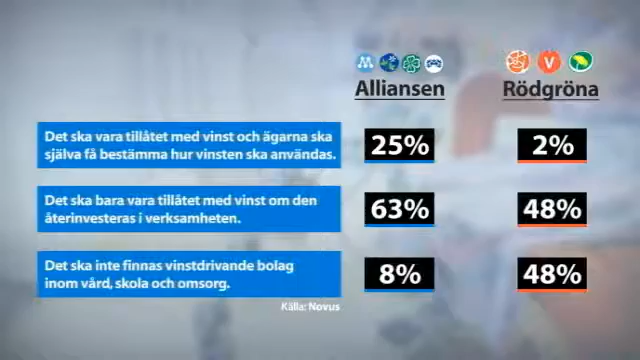 M V
Alliansen Rödgröna
Det ska vara tillåtet med vinst och ägarna ska
själva få bestämma hur vinsten ska användas.
25% 2%
Det ska bara vara tillåtet med vinst om den
återinvesteras i verksamheten.
63% 48%
Det ska inte finnas vinstdrivande bolag
inom vård, skola och omsorg.
8% 48%
Källa: Novus